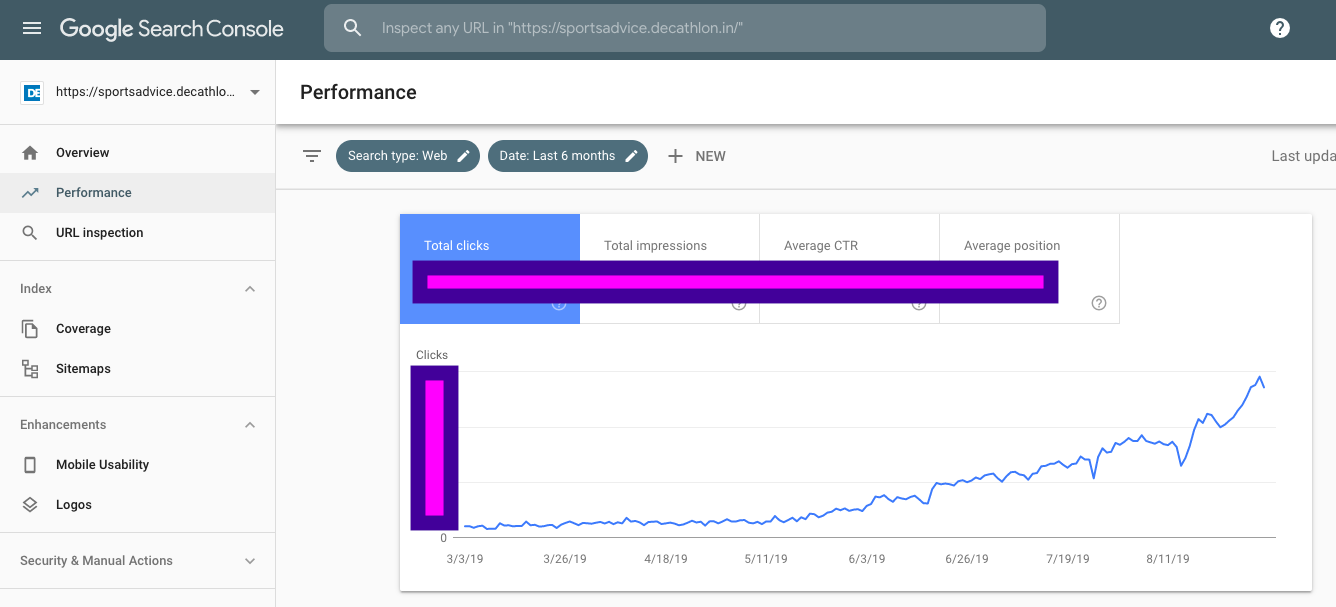 Google Search Console
Inspect any URL in "https://sportsadvice.decathlon.in/"
https://sportsadvice.decathlo...
Overview
Performance
URL inspection
Index
Coverage
Sitemaps
Enhancements
Mobile Usability
Logos
Security & Manual Actions
Performance
Search type: Web
Date: Last 6 months
+ NEW
Last upda
Total clicks
Total impressions
Average CTR
Average position
Clicks
0
3/3/19 3/26/19 4/18/19 5/11/19 6/3/19 6/26/19 7/19/19 8/11/19